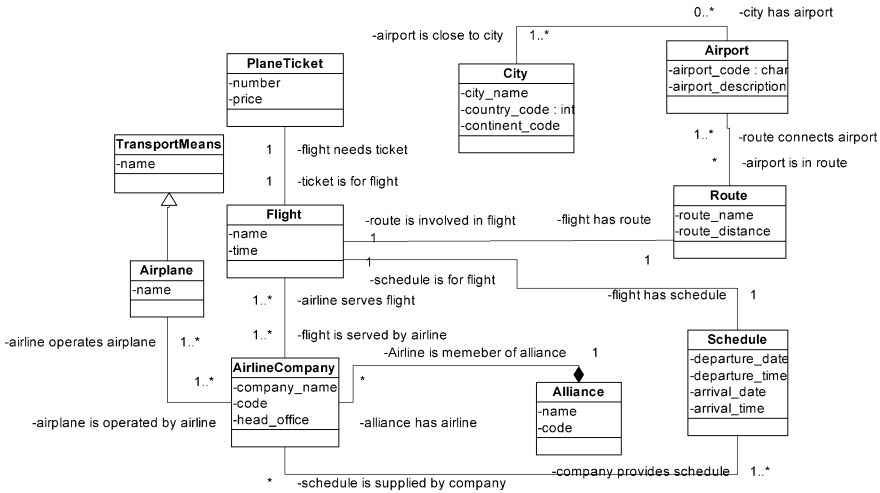 0..* -city has airport
-airport is close to city 1..*
PlaneTicket
-number
-price
City
-city_name
-country_code : int
-continent_code
Airport
-airport_code : char
-airport_description
TransportMeans
-name
1 -flight needs ticket
1 -ticket is for flight
1..* -route connects airport
* -airport is in route
Flight
-name
-time
-route is involved in flight
1
-flight has route
1
Route
-route_name
-route_distance
1
-schedule is for flight
-flight has schedule 1
Airplane
-name
1..* -airline serves flight
1..* -flight is served by airline
-airline operates airplane 1..*
1..*
-airplane is operated by airline
AirlineCompany
-company_name
-code
-head_office
-Airline is memeber of alliance 1
*
-alliance has airline
Alliance
-name
-code
Schedule
-departure_date
-departure_time
-arrival_date
-arrival_time
-company provides schedule 1..*
* -schedule is supplied by company